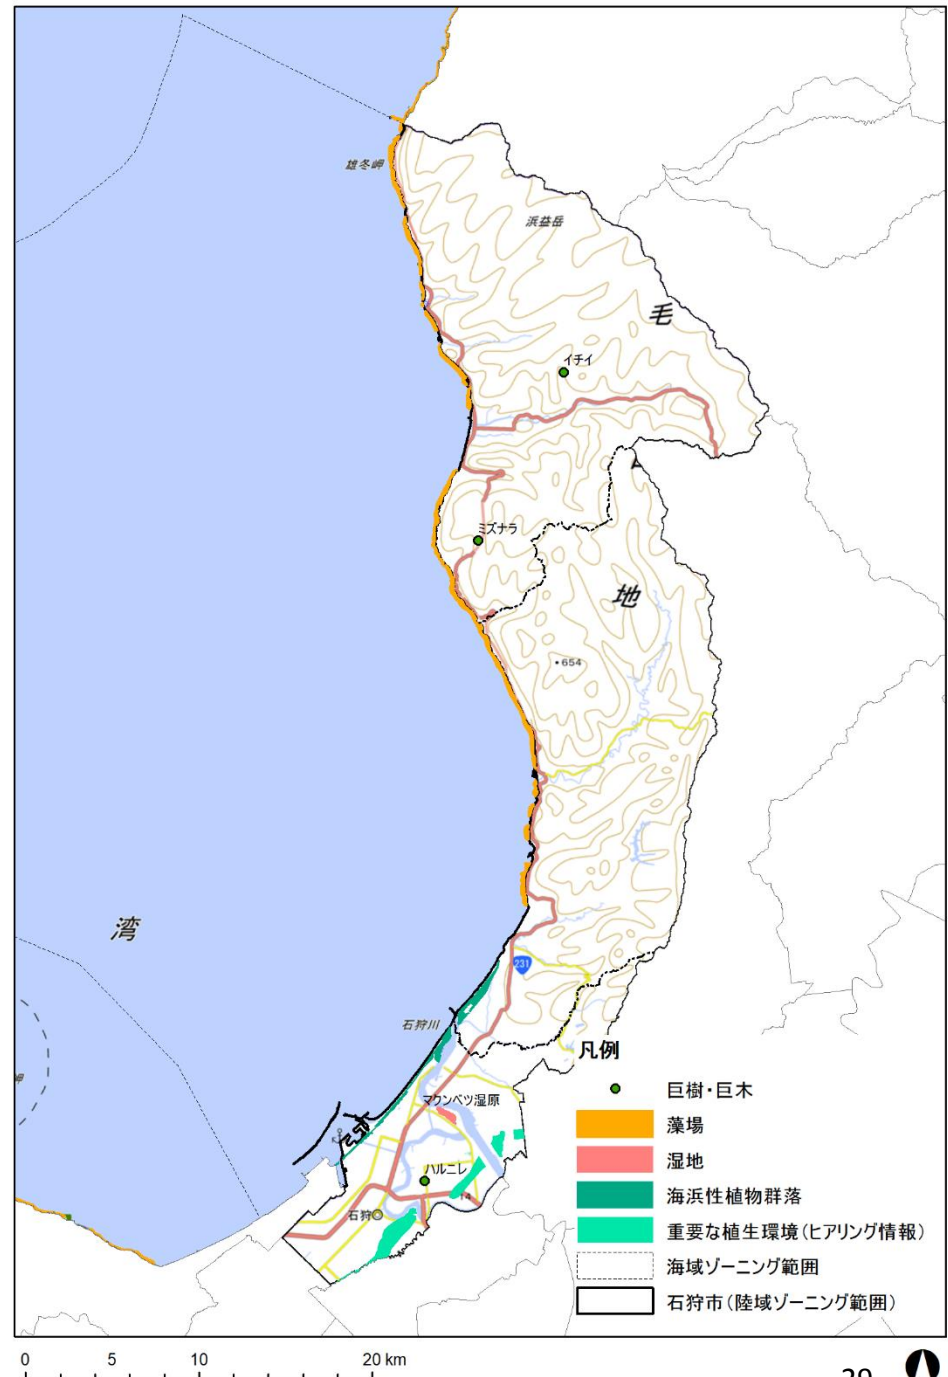 雄冬岬
浜益岳
毛
イチイ
ミズナラ
地
654
湾
231
石狩川
岬
マクンベツ湿原
ハルニレ
14
石狩
凡例
巨樹・巨木
藻場
湿地
海浜性植物群落
重要な植生環境(ヒアリング情報)
海域ゾーニング範囲
石狩市(陸域ゾーニング範囲)
0 5 10 20 km